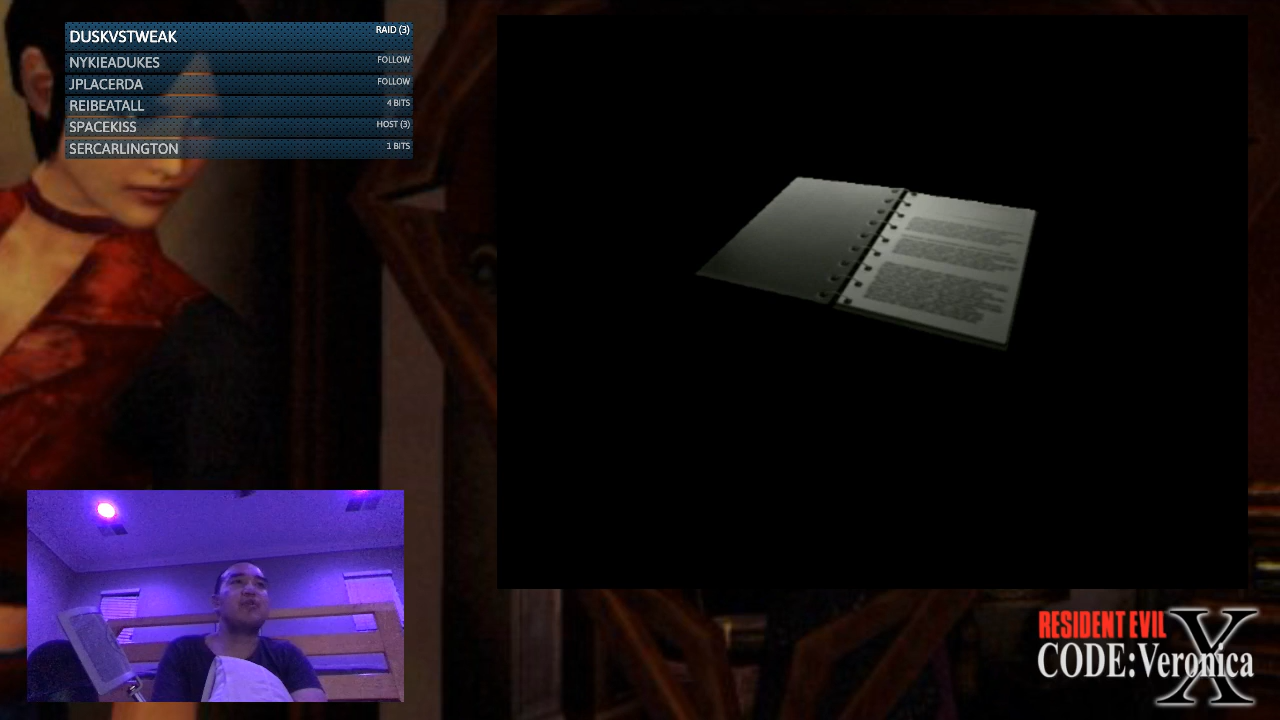 DUSKVSTWEAK RAID (3)
NYKIEADUKES FOLLOW
JPLACERDA FOLLOW
REIBEATALL 4 BITS
SPACEKISS HOST (3)
SERCARLINGTON 1 BITS
RESIDENT EVIL
CODE:Veronica X